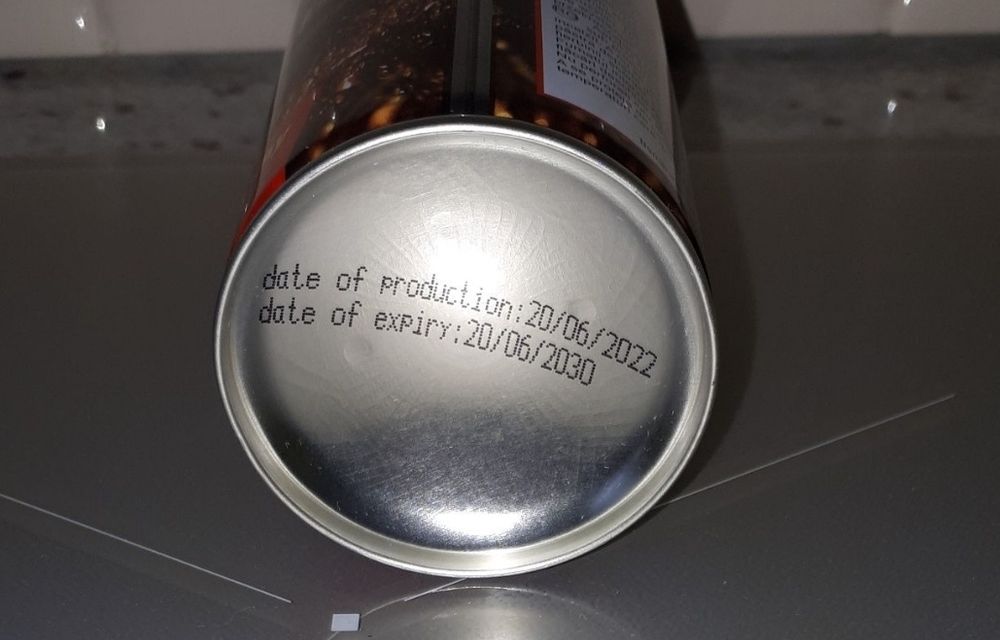 date of production:20/06/2022
date of expiry:20/06/2030